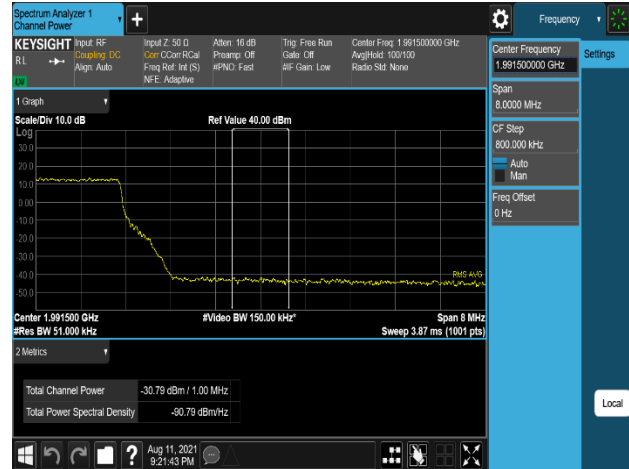 Spectrum Analyzer 1
Channel Power
Frequency
KEYSIGHT
R L
LW
Input: RF
Coupling: DC
Align: Auto
Input Z: 50 Ω
Corr CCorr RCal
Freq Ref: Int (S)
NFE: Adaptive
Atten: 16 dB
Preamp: Off
#PNO: Fast
Trig: Free Run
Gate: Off
#IF Gain: Low
Center Freq: 1.991500000 GHz
Avg|Hold: 100/100
Radio Std: None
Center Frequency
1.991500000 GHz
Settings
Span
8.0000 MHz
CF Step
800.000 kHz
Auto
Man
Freq Offset
0 Hz
Local
1 Graph
Scale/Div 10.0 dB
Ref Value 40.00 dBm
Log
30.0
20.0
10.0
0.00
-10.0
-20.0
-30.0
-40.0
-50.0
RMS AVG
Center 1.991500 GHz
#Video BW 150.00 kHz*
Span 8 MHz
#Res BW 51.000 kHz
Sweep 3.87 ms (1001 pts)
2 Metrics
Total Channel Power -30.79 dBm / 1.00 MHz
Total Power Spectral Density -90.79 dBm/Hz
Aug 11, 2021
9:21:43 PM